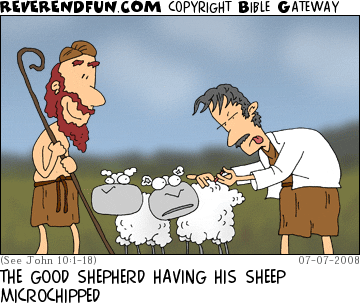 REVERENDFUN.COM COPYRIGHT BIBLE GATEWAY
(See John 10:1-18) 07-07-2008
THE GOOD SHEPHERD HAVING HIS SHEEP
MICROCHIPPED